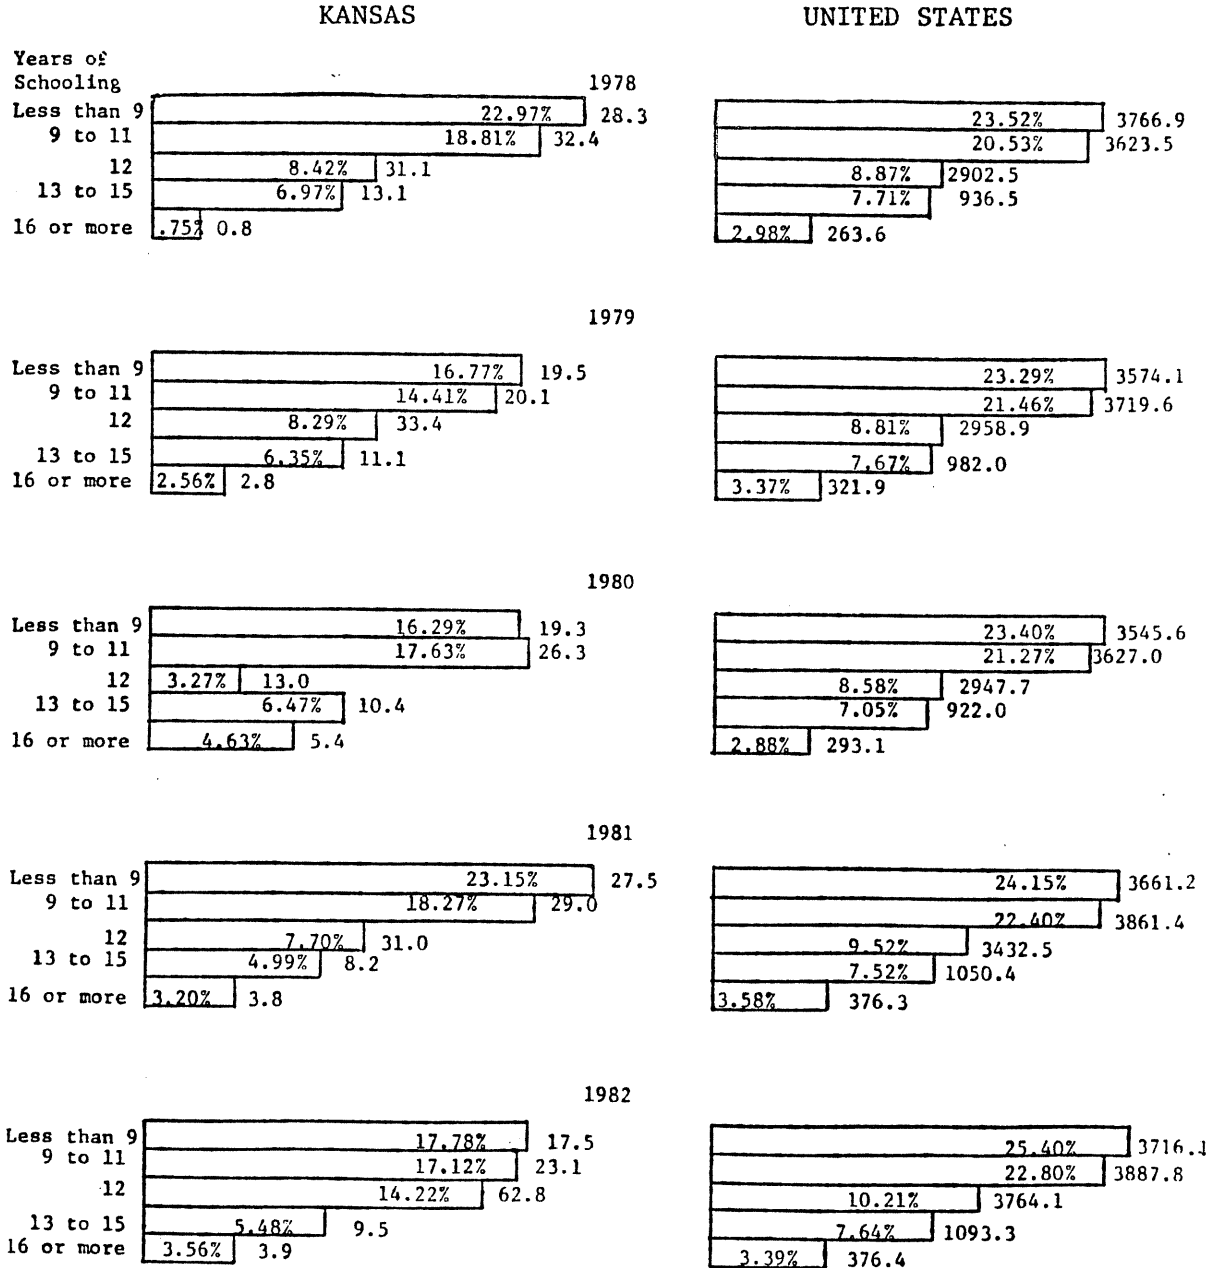 KANSAS UNITED STATES
Years of
Schooling 1978
Less than 9 22.97% 28.3 23.52% 3766.9
9 to 11 18.81% 32.4 20.53% 3623.5
12 8.42% 31.1 8.87% 2902.5
13 to 15 6.97% 13.1 7.71% 936.5
16 or more .75% 0.8 2.98% 263.6
1979
Less than 9 16.77% 19.5 23.29% 3574.1
9 to 11 14.41% 20.1 21.46% 3719.6
12 8.29% 33.4 8.81% 2958.9
13 to 15 6.35% 11.1 7.67% 982.0
16 or more 2.56% 2.8 3.37% 321.9
1980
Less than 9 16.29% 19.3 23.40% 3545.6
9 to 11 17.63% 26.3 21.27% 3627.0
12 3.27% 13.0 8.58% 2947.7
13 to 15 6.47% 10.4 7.05% 922.0
16 or more 4.63% 5.4 2.88% 293.1
1981
Less than 9 23.15% 27.5 24.15% 3661.2
9 to 11 18.27% 29.0 22.40% 3861.4
12 7.70% 31.0 9.52% 3432.5
13 to 15 4.99% 8.2 7.52% 1050.4
16 or more 3.20% 3.8 3.58% 376.3
1982
Less than 9 17.78% 17.5 25.40% 3716.1
9 to 11 17.12% 23.1 22.80% 3887.8
12 14.22% 62.8 10.21% 3764.1
13 to 15 5.48% 9.5 7.64% 1093.3
16 or more 3.56% 3.9 3.39% 376.4